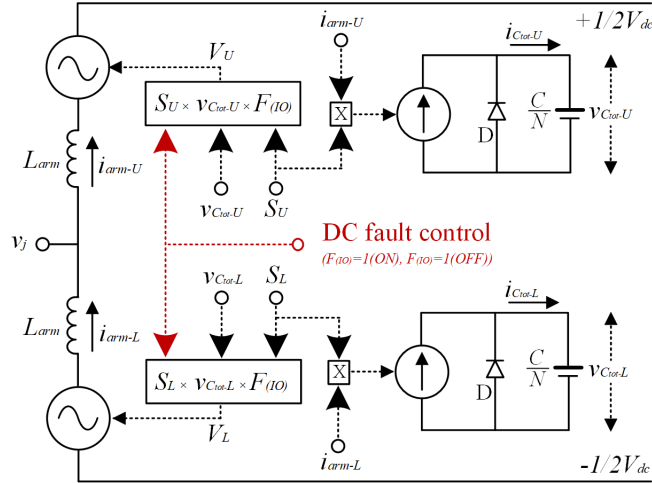 i_arm-U
i_Ctot-U
+1/2V_dc
V_U
S_U × v_Ctot-U × F_(IO)
X
D
C/N
v_Ctot-U
L_arm
i_arm-U
v_Ctot-U
S_U
v_j
DC fault control
(F_(IO)=1(ON), F_(IO)=1(OFF))
v_Ctot-L
S_L
i_Ctot-L
L_arm
i_arm-L
S_L × v_Ctot-L × F_(IO)
X
D
C/N
v_Ctot-L
V_L
i_arm-L
-1/2V_dc